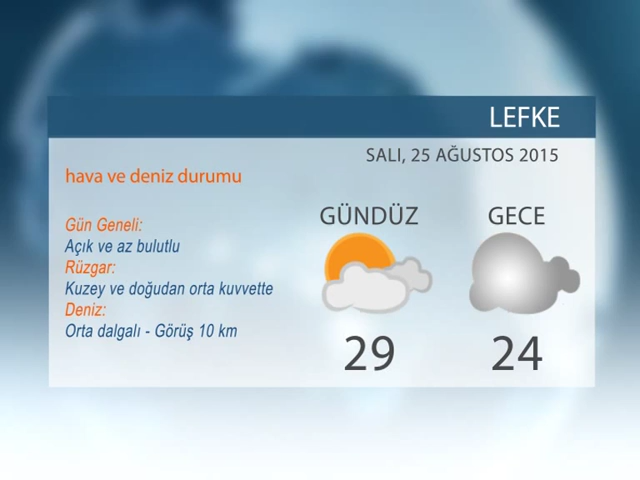 LEFKE
SALI, 25 AĞUSTOS 2015
hava ve deniz durumu
Gün Geneli:
Açık ve az bulutlu
Rüzgar:
Kuzey ve doğudan orta kuvvette
Deniz:
Orta dalgalı - Görüş 10 km
GÜNDÜZ
29
GECE
24